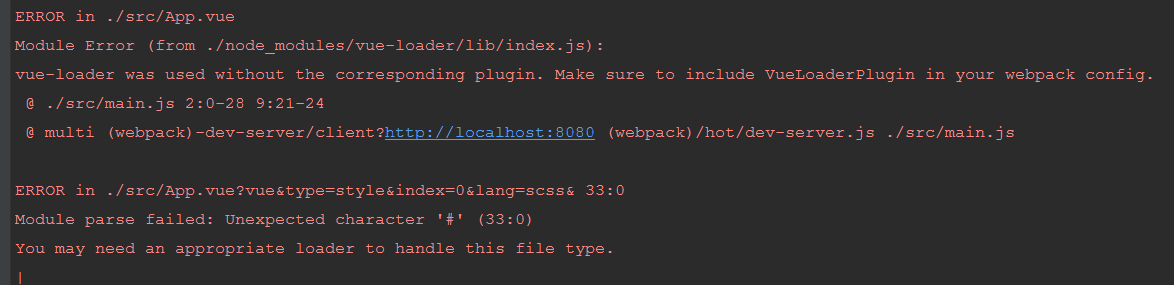 ERROR in ./src/App.vue
Module Error (from ./node_modules/vue-loader/lib/index.js):
vue-loader was used without the corresponding plugin. Make sure to include VueLoaderPlugin in your webpack config.
 @ ./src/main.js 2:0-28 9:21-24
 @ multi (webpack)-dev-server/client?http://localhost:8080 (webpack)/hot/dev-server.js ./src/main.js
ERROR in ./src/App.vue?vue&type=style&index=0&lang=scss& 33:0
Module parse failed: Unexpected character '#' (33:0)
You may need an appropriate loader to handle this file type.
|